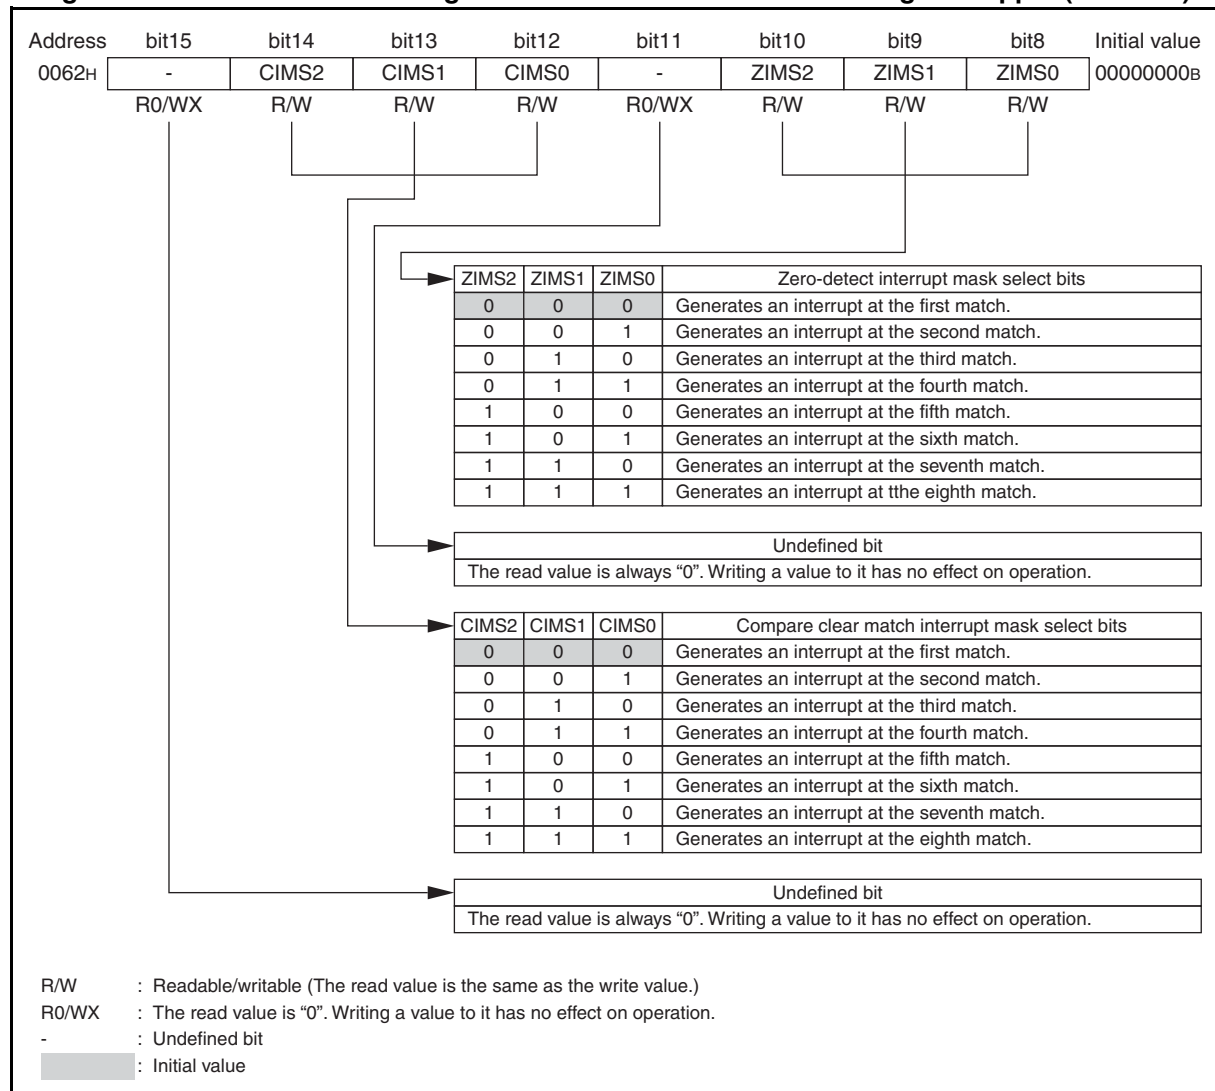 Address bit15 bit14 bit13 bit12 bit11 bit10 bit9 bit8 Initial value
0062H - CIMS2 CIMS1 CIMS0 - ZIMS2 ZIMS1 ZIMS0 00000000B
R0/WX R/W R/W R/W R0/WX R/W R/W R/W
ZIMS2 ZIMS1 ZIMS0 Zero-detect interrupt mask select bits
0 0 0 Generates an interrupt at the first match.
0 0 1 Generates an interrupt at the second match.
0 1 0 Generates an interrupt at the third match.
0 1 1 Generates an interrupt at the fourth match.
1 0 0 Generates an interrupt at the fifth match.
1 0 1 Generates an interrupt at the sixth match.
1 1 0 Generates an interrupt at the seventh match.
1 1 1 Generates an interrupt at tthe eighth match.
Undefined bit
The read value is always “0”. Writing a value to it has no effect on operation.
CIMS2 CIMS1 CIMS0 Compare clear match interrupt mask select bits
0 0 0 Generates an interrupt at the first match.
0 0 1 Generates an interrupt at the second match.
0 1 0 Generates an interrupt at the third match.
0 1 1 Generates an interrupt at the fourth match.
1 0 0 Generates an interrupt at the fifth match.
1 0 1 Generates an interrupt at the sixth match.
1 1 0 Generates an interrupt at the seventh match.
1 1 1 Generates an interrupt at the eighth match.
Undefined bit
The read value is always “0”. Writing a value to it has no effect on operation.
R/W : Readable/writable (The read value is the same as the write value.)
R0/WX : The read value is “0”. Writing a value to it has no effect on operation.
- : Undefined bit
: Initial value